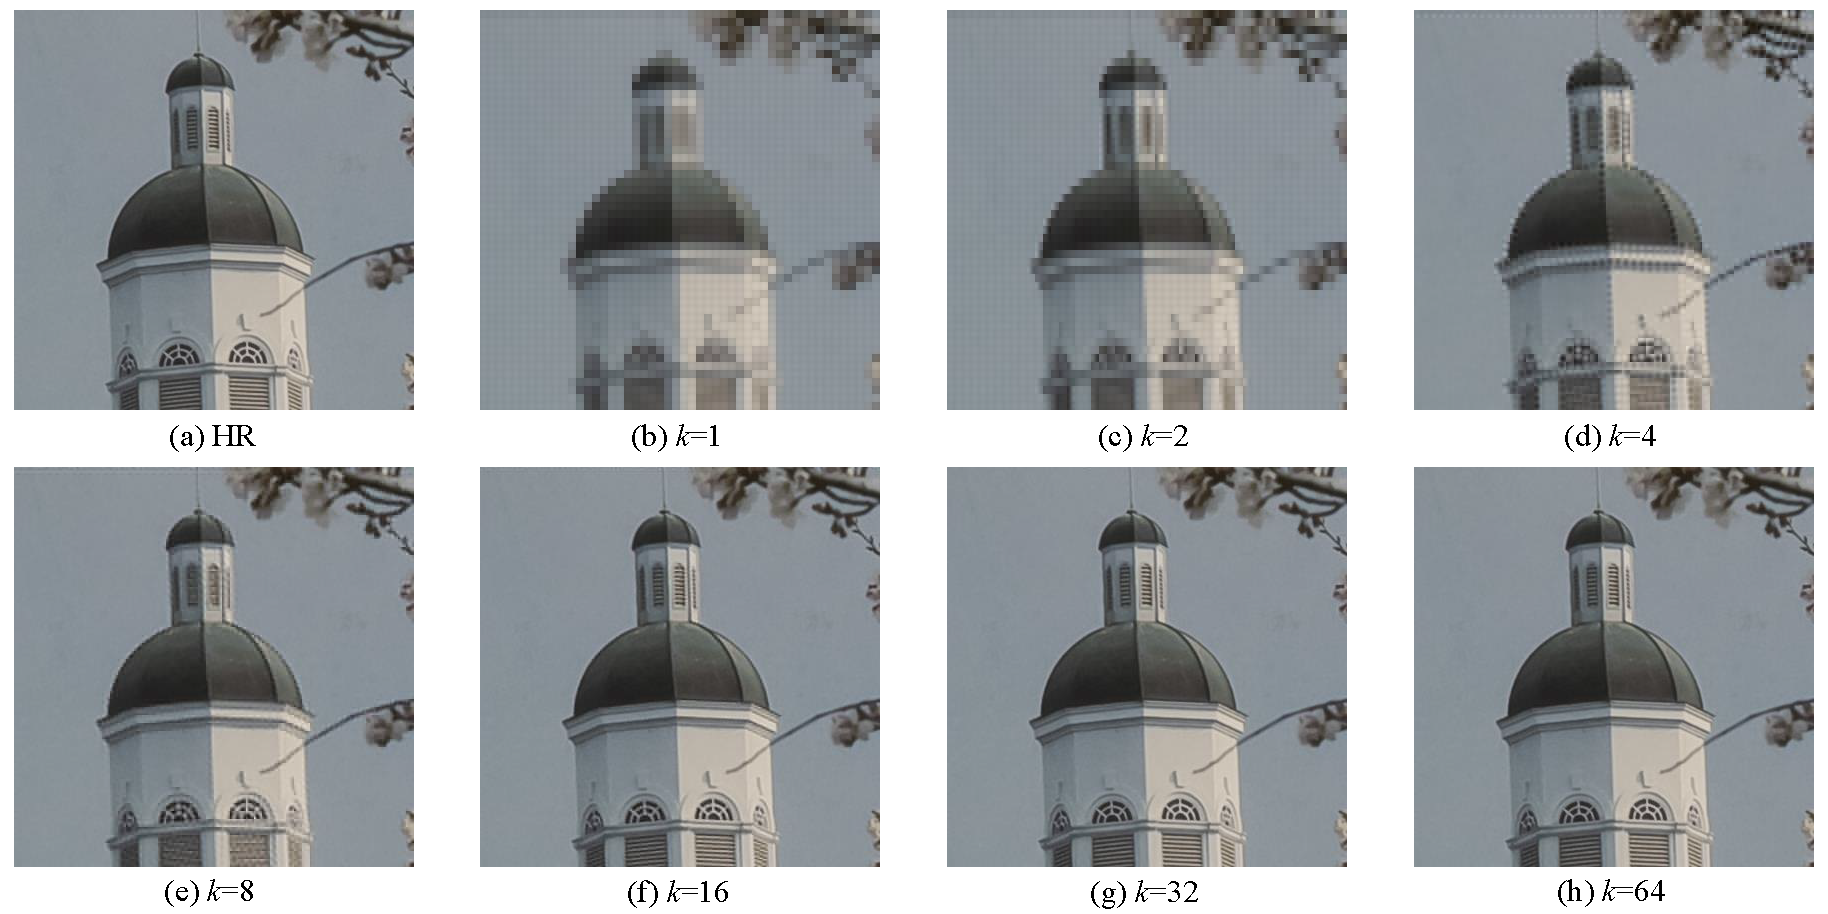 (a) HR
(b) k=1
(c) k=2
(d) k=4
(e) k=8
(f) k=16
(g) k=32
(h) k=64